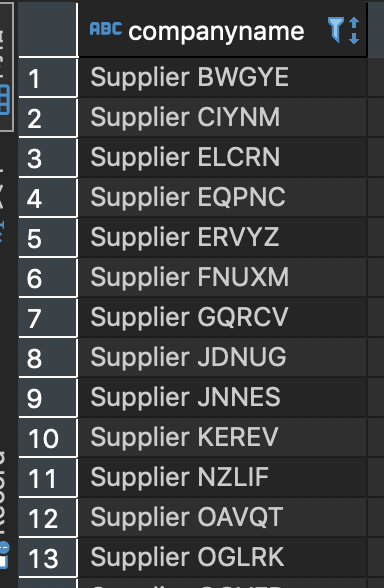 ABC companyname
1 Supplier BWGYE
2 Supplier CIYNM
3 Supplier ELCRN
4 Supplier EQPNC
5 Supplier ERVYZ
6 Supplier FNUXM
7 Supplier GQRCV
8 Supplier JDNUG
9 Supplier JNNES
10 Supplier KEREV
11 Supplier NZLIF
12 Supplier OAVQT
13 Supplier OGLRK
Record